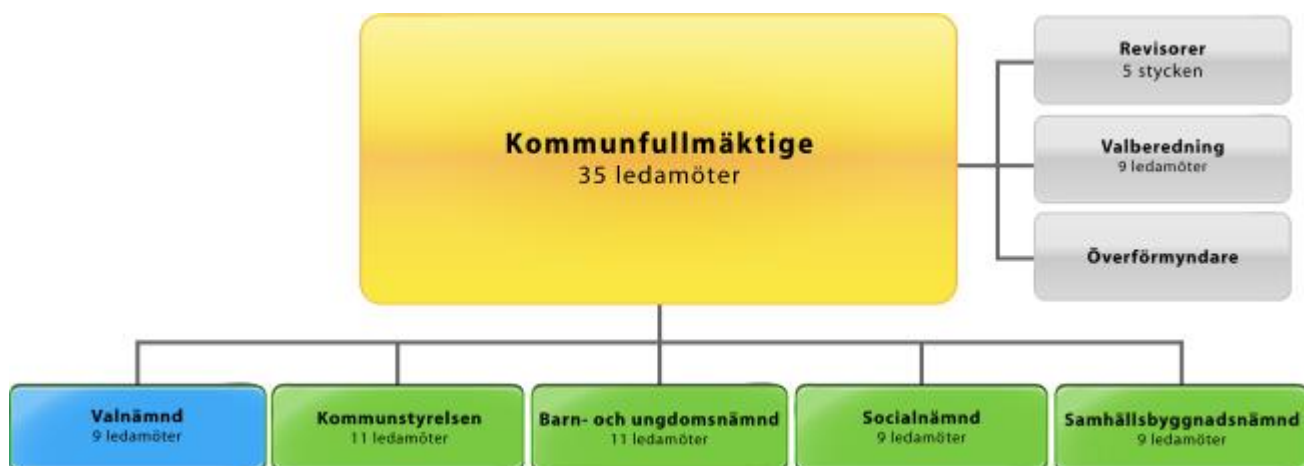 Kommunfullmäktige
35 ledamöter
Revisorer
5 stycken
Valberedning
9 ledamöter
Överförmyndare
Valnämnd
9 ledamöter
Kommunstyrelsen
11 ledamöter
Barn- och ungdomsnämnd
11 ledamöter
Socialnämnd
9 ledamöter
Samhällsbyggnadsnämnd
9 ledamöter